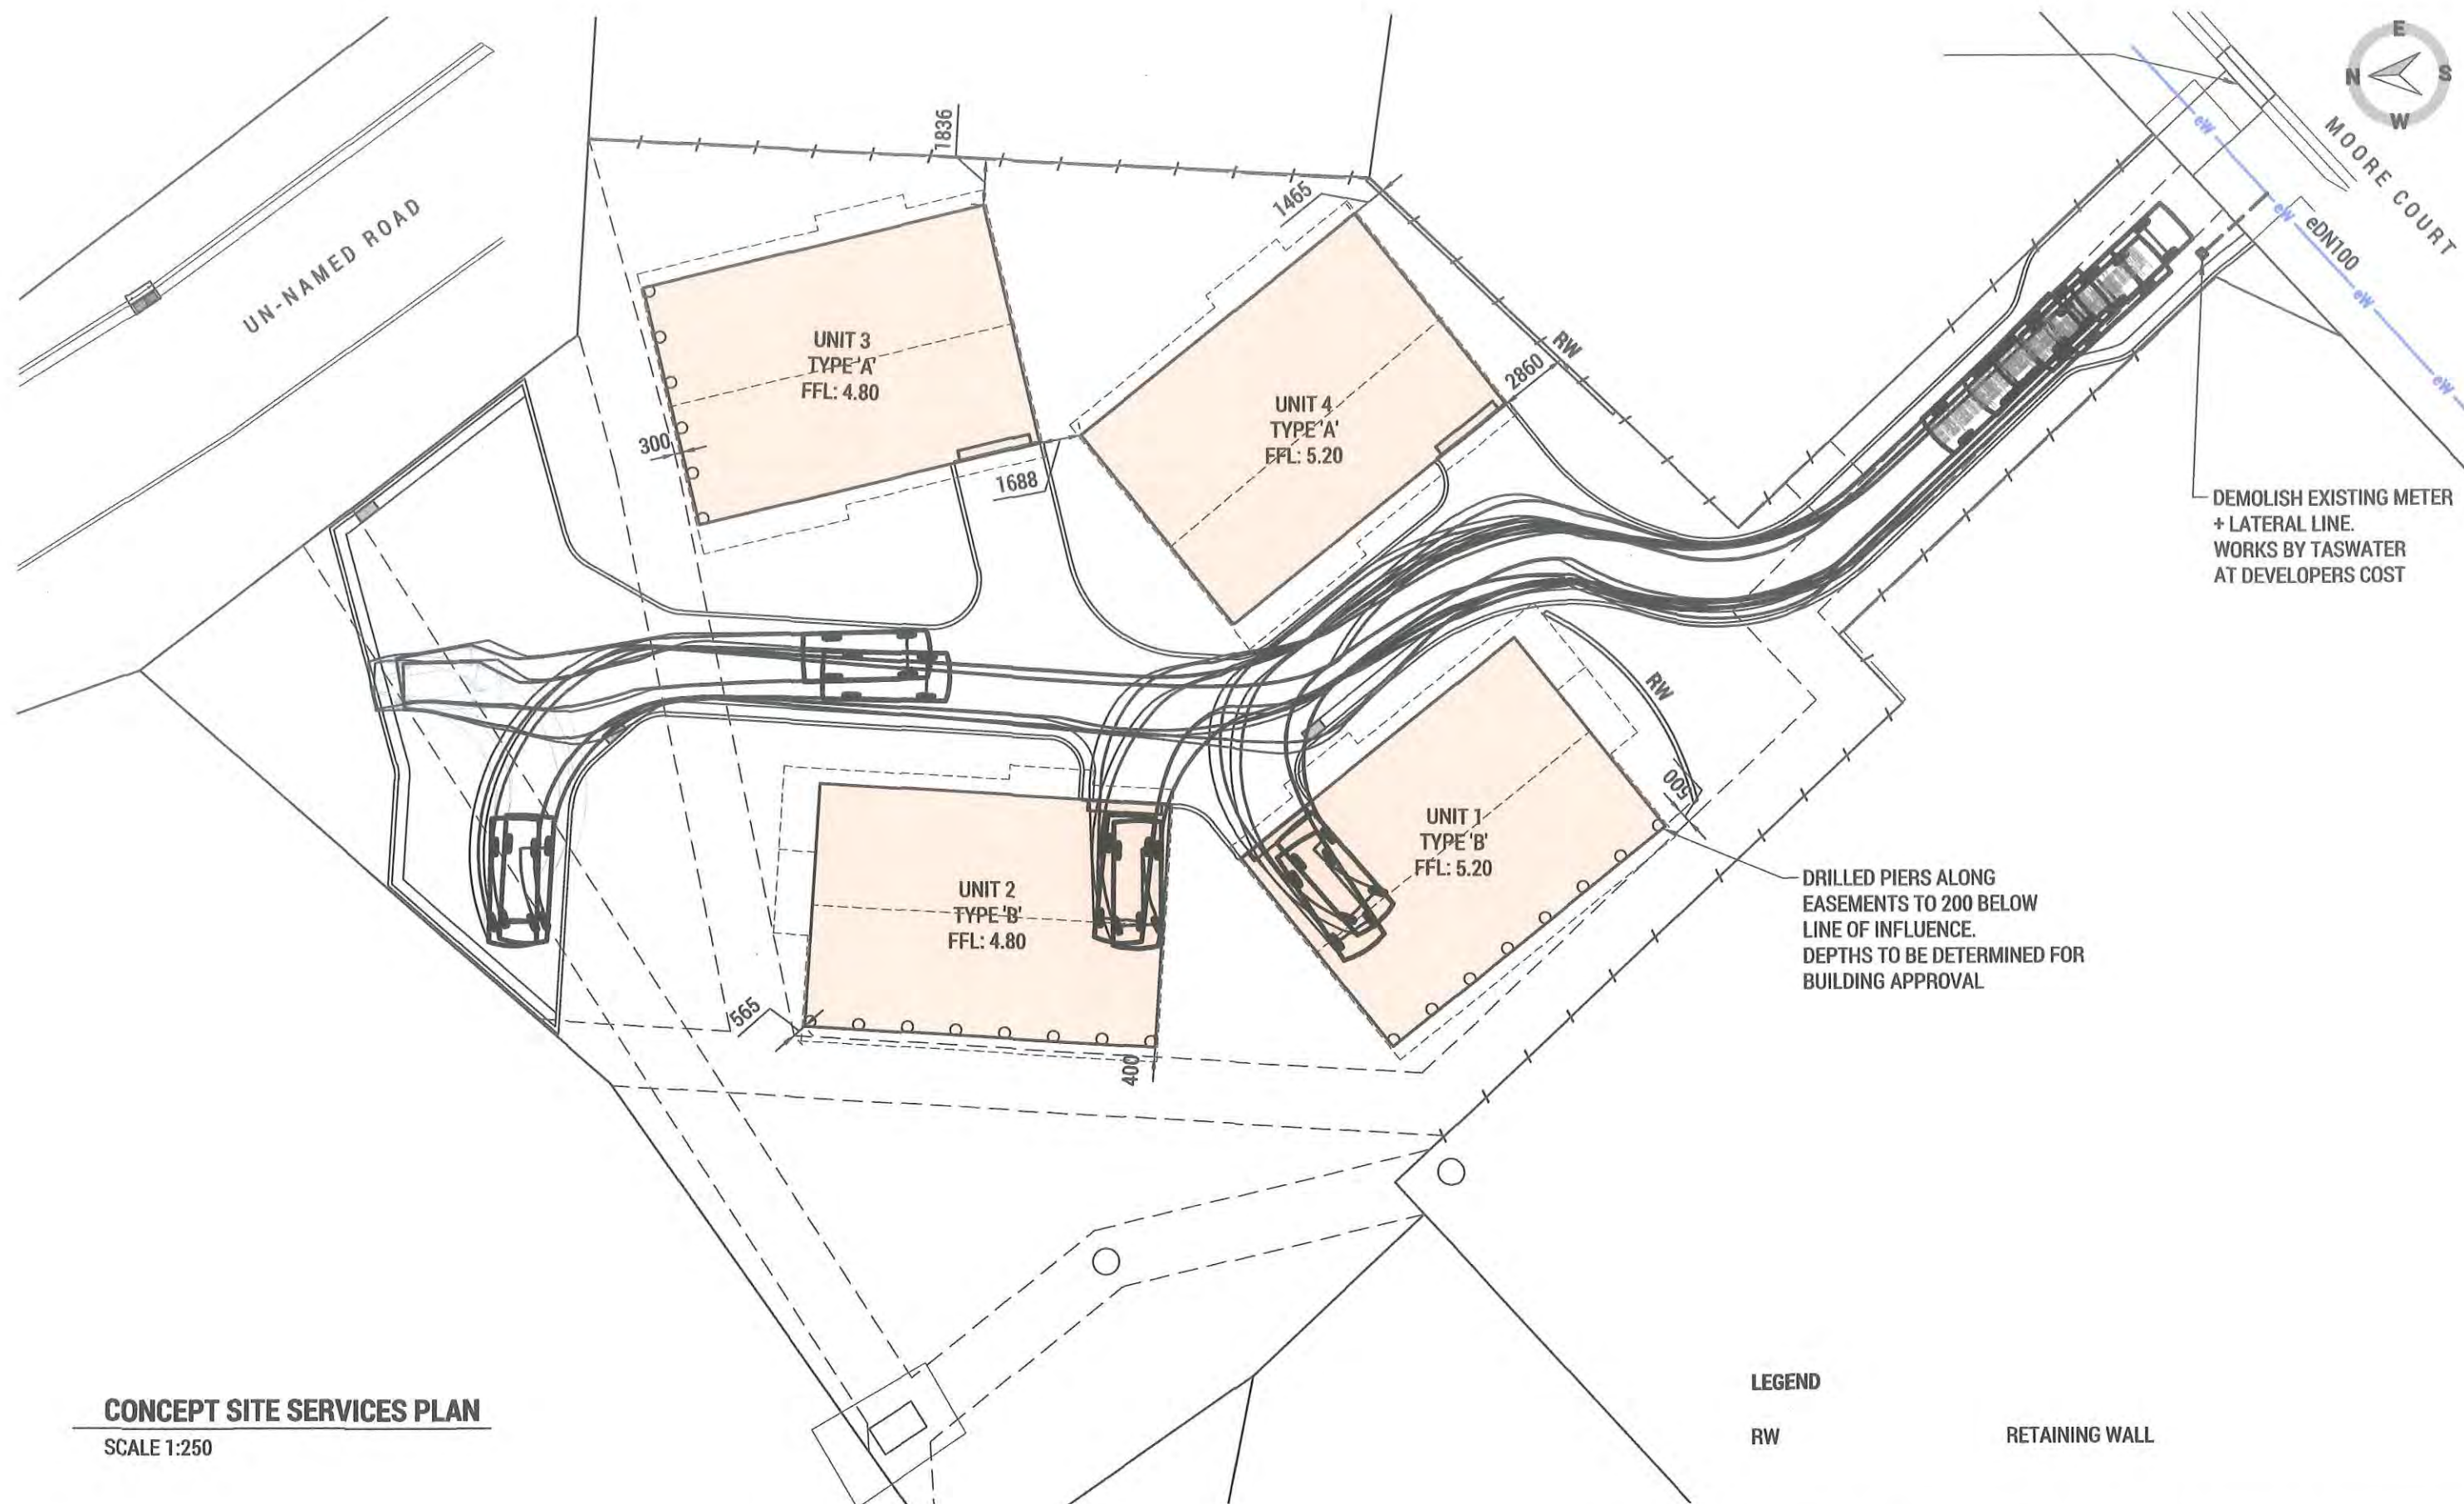 E
N
S
W
MOORE COURT
UN-NAMED ROAD
1836
1465
eW
eW
eDN100
eW
eW
UNIT 3
TYPE 'A'
FFL: 4.80
RW
2860
UNIT 4
TYPE 'A'
FFL: 5.20
300
1688
DEMOLISH EXISTING METER
+ LATERAL LINE.
WORKS BY TASWATER
AT DEVELOPERS COST
RW
500
UNIT 1
TYPE 'B'
FFL: 5.20
UNIT 2
TYPE 'B'
FFL: 4.80
DRILLED PIERS ALONG
EASEMENTS TO 200 BELOW
LINE OF INFLUENCE.
DEPTHS TO BE DETERMINED FOR
BUILDING APPROVAL
565
400
CONCEPT SITE SERVICES PLAN
SCALE 1:250
LEGEND
RW RETAINING WALL